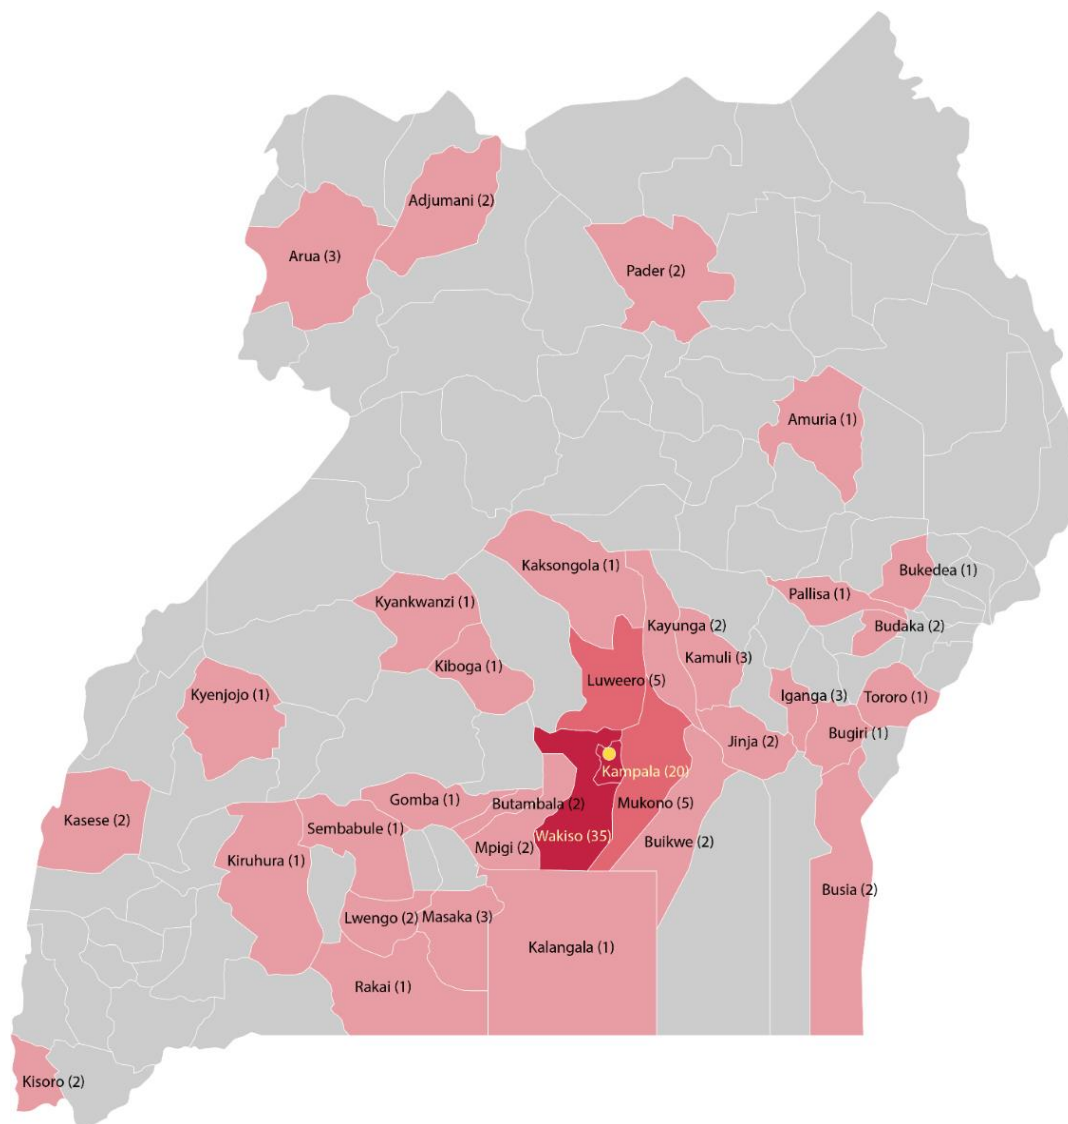 Adjumani (2)
Arua (3)
Pader (2)
Amuria (1)
Kaksongola (1)
Bukedea (1)
Pallisa (1)
Kyankwanzi (1)
Kayunga (2)
Budaka (2)
Kamuli (3)
Kiboga (1)
Luweero (5)
Kyenjojo (1)
Iganga (3)
Tororo (1)
Bugiri (1)
Jinja (2)
Kampala (20)
Gomba (1)
Butambala (2)
Mukono (5)
Kasese (2)
Sembabule (1)
Wakiso (35)
Buikwe (2)
Mpigi (2)
Kiruhura (1)
Busia (2)
Lwengo (2)
Masaka (3)
Kalangala (1)
Rakai (1)
Kisoro (2)